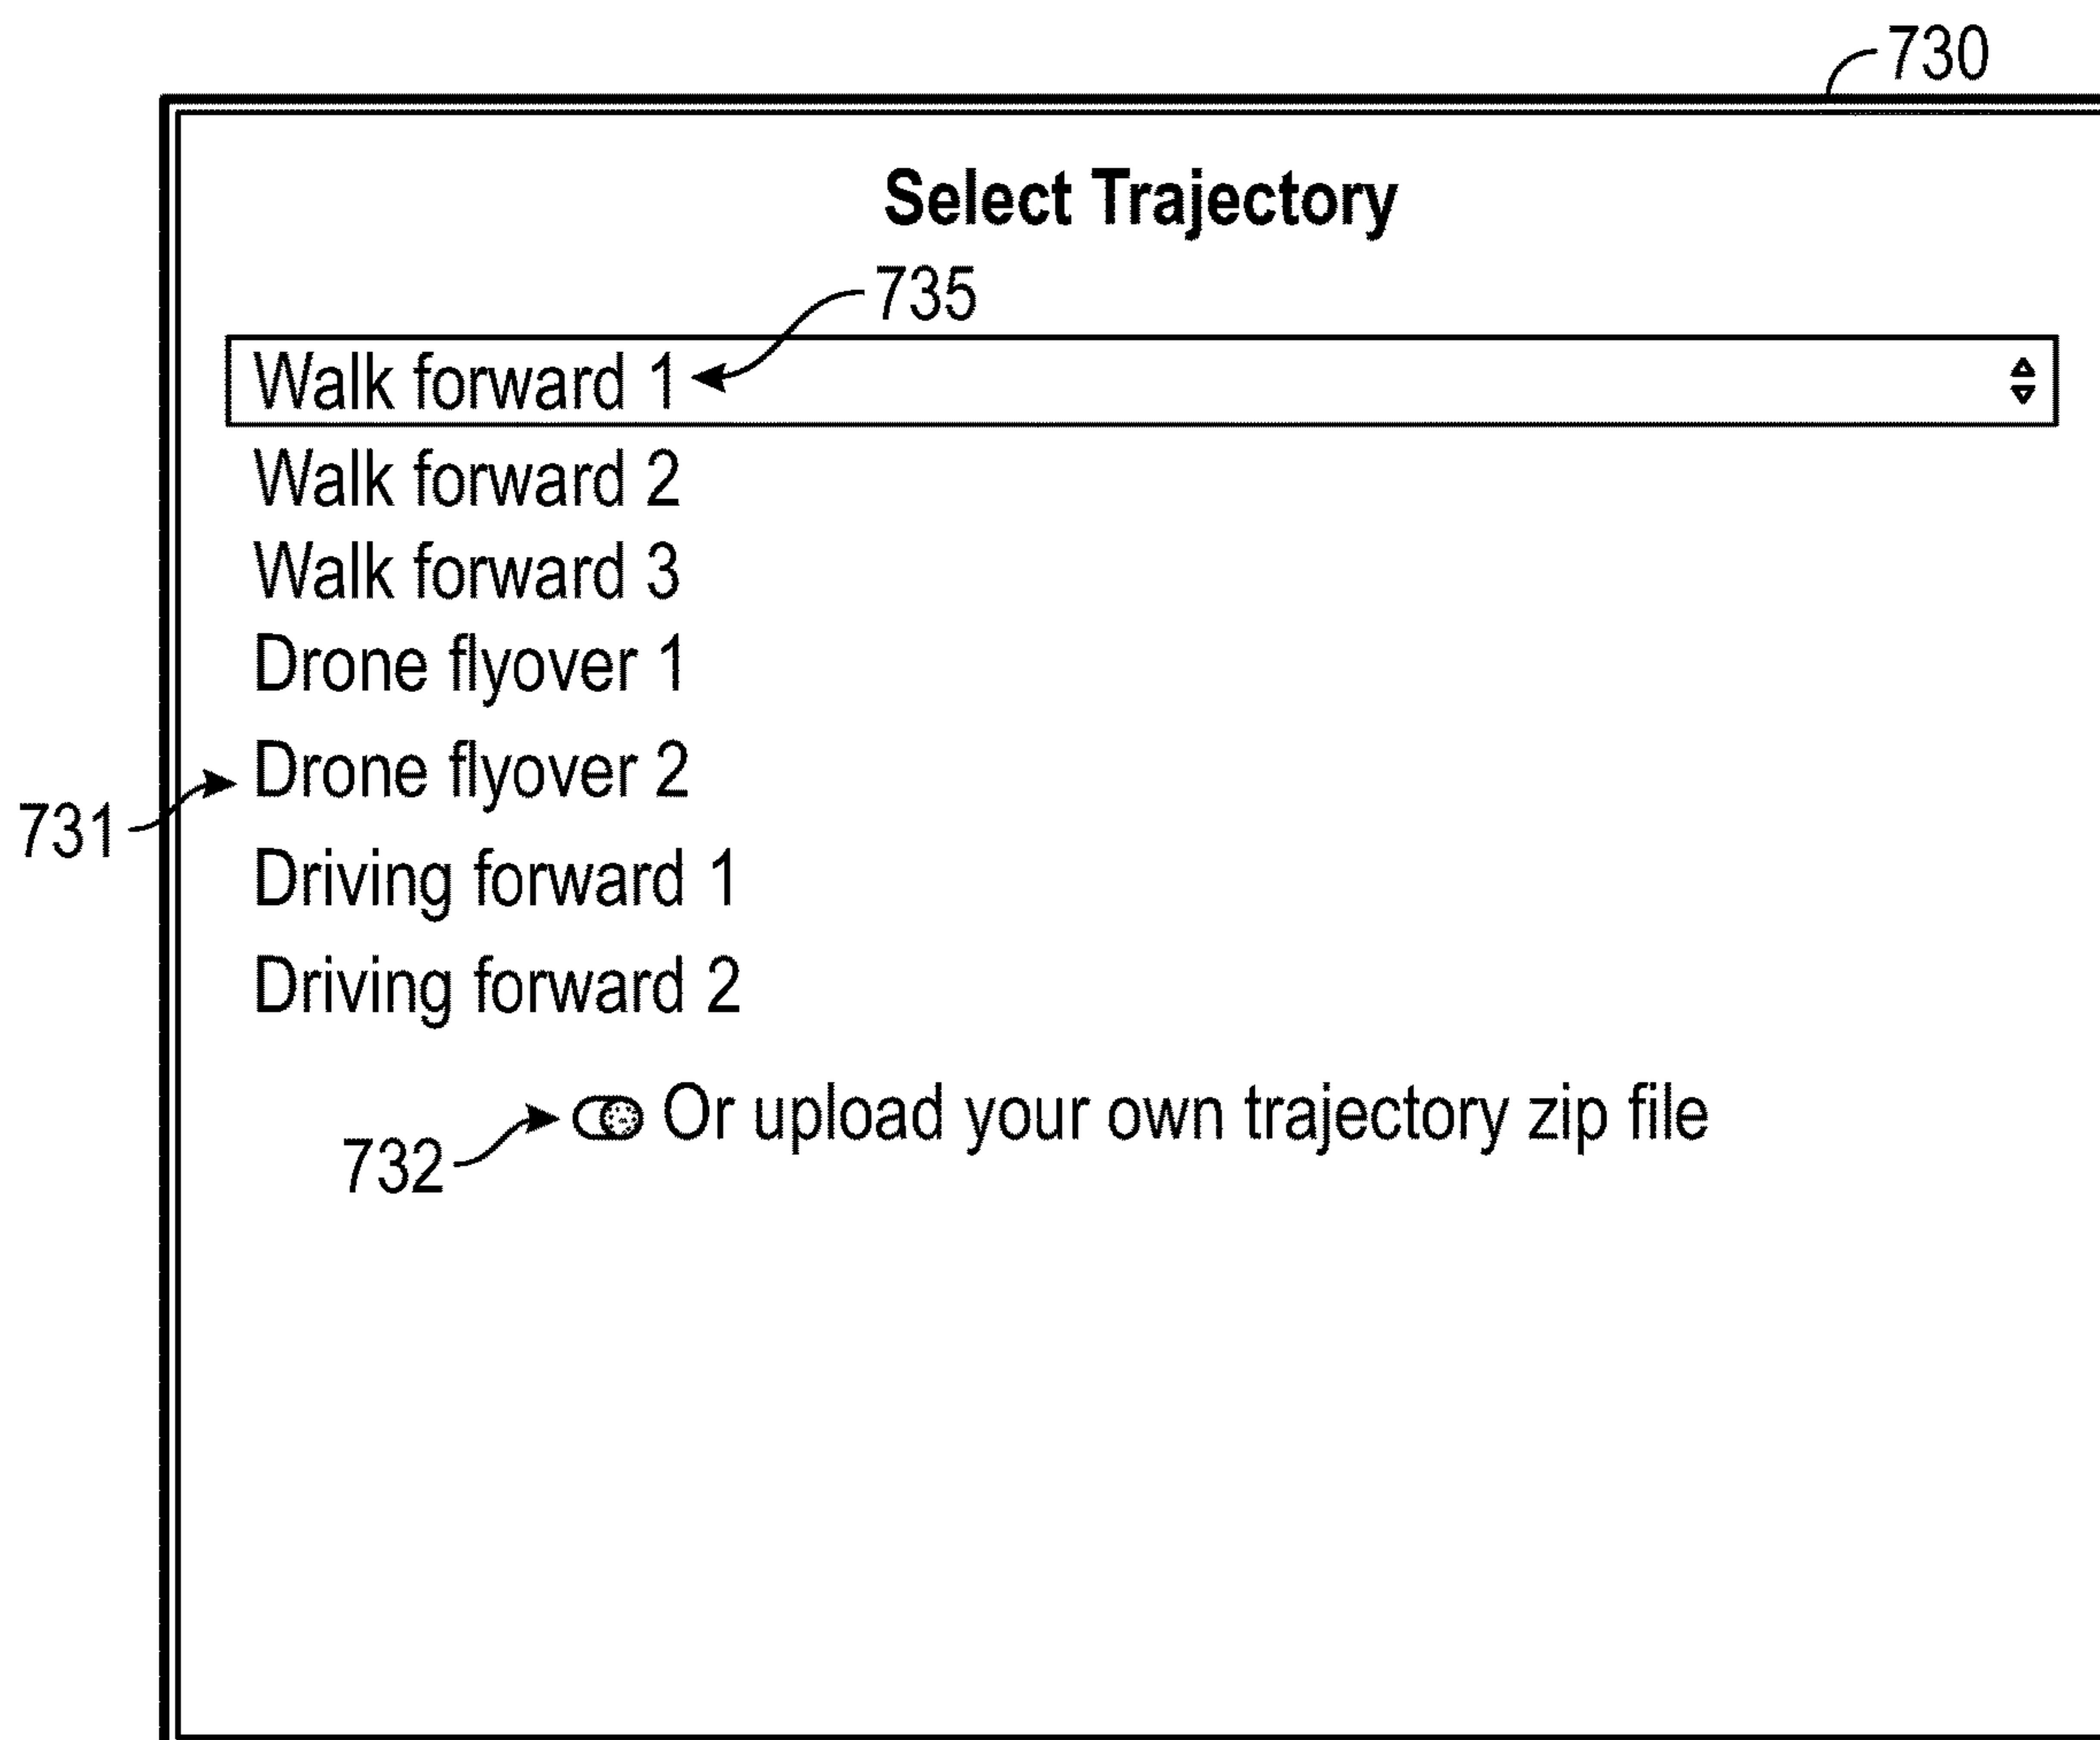 730
Select Trajectory
735
Walk forward 1
Walk forward 2
Walk forward 3
Drone flyover 1
Drone flyover 2
731
Driving forward 1
Driving forward 2
Or upload your own trajectory zip file
732